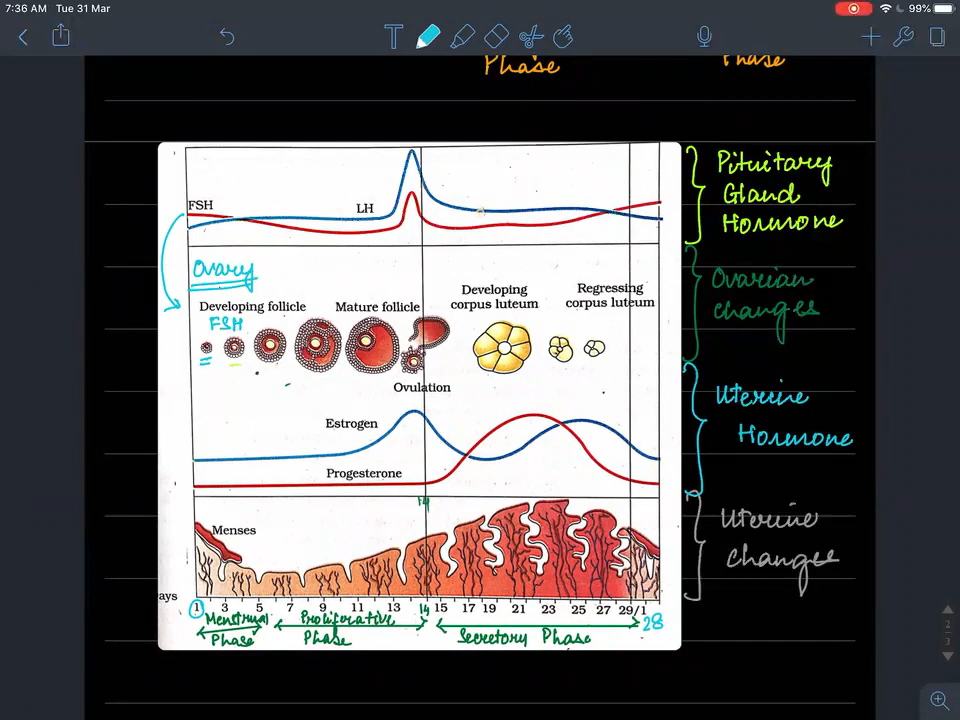 7:36 AM Tue 31 Mar
99%
Phase
Phase
FSH
LH
Pituitary
Gland
Hormone
Ovary
Ovarian
changes
Developing follicle
Mature follicle
Developing
corpus luteum
Regressing
corpus luteum
FSH
Ovulation
Estrogen
Progesterone
Uterine
Hormone
14
Menses
Uterine
changes
ays
1 3 5 7 9 11 13 14 15 17 19 21 23 25 27 29/1
28
Menstrual
Phase
Proliferative
Phase
Secretory Phase
2
3